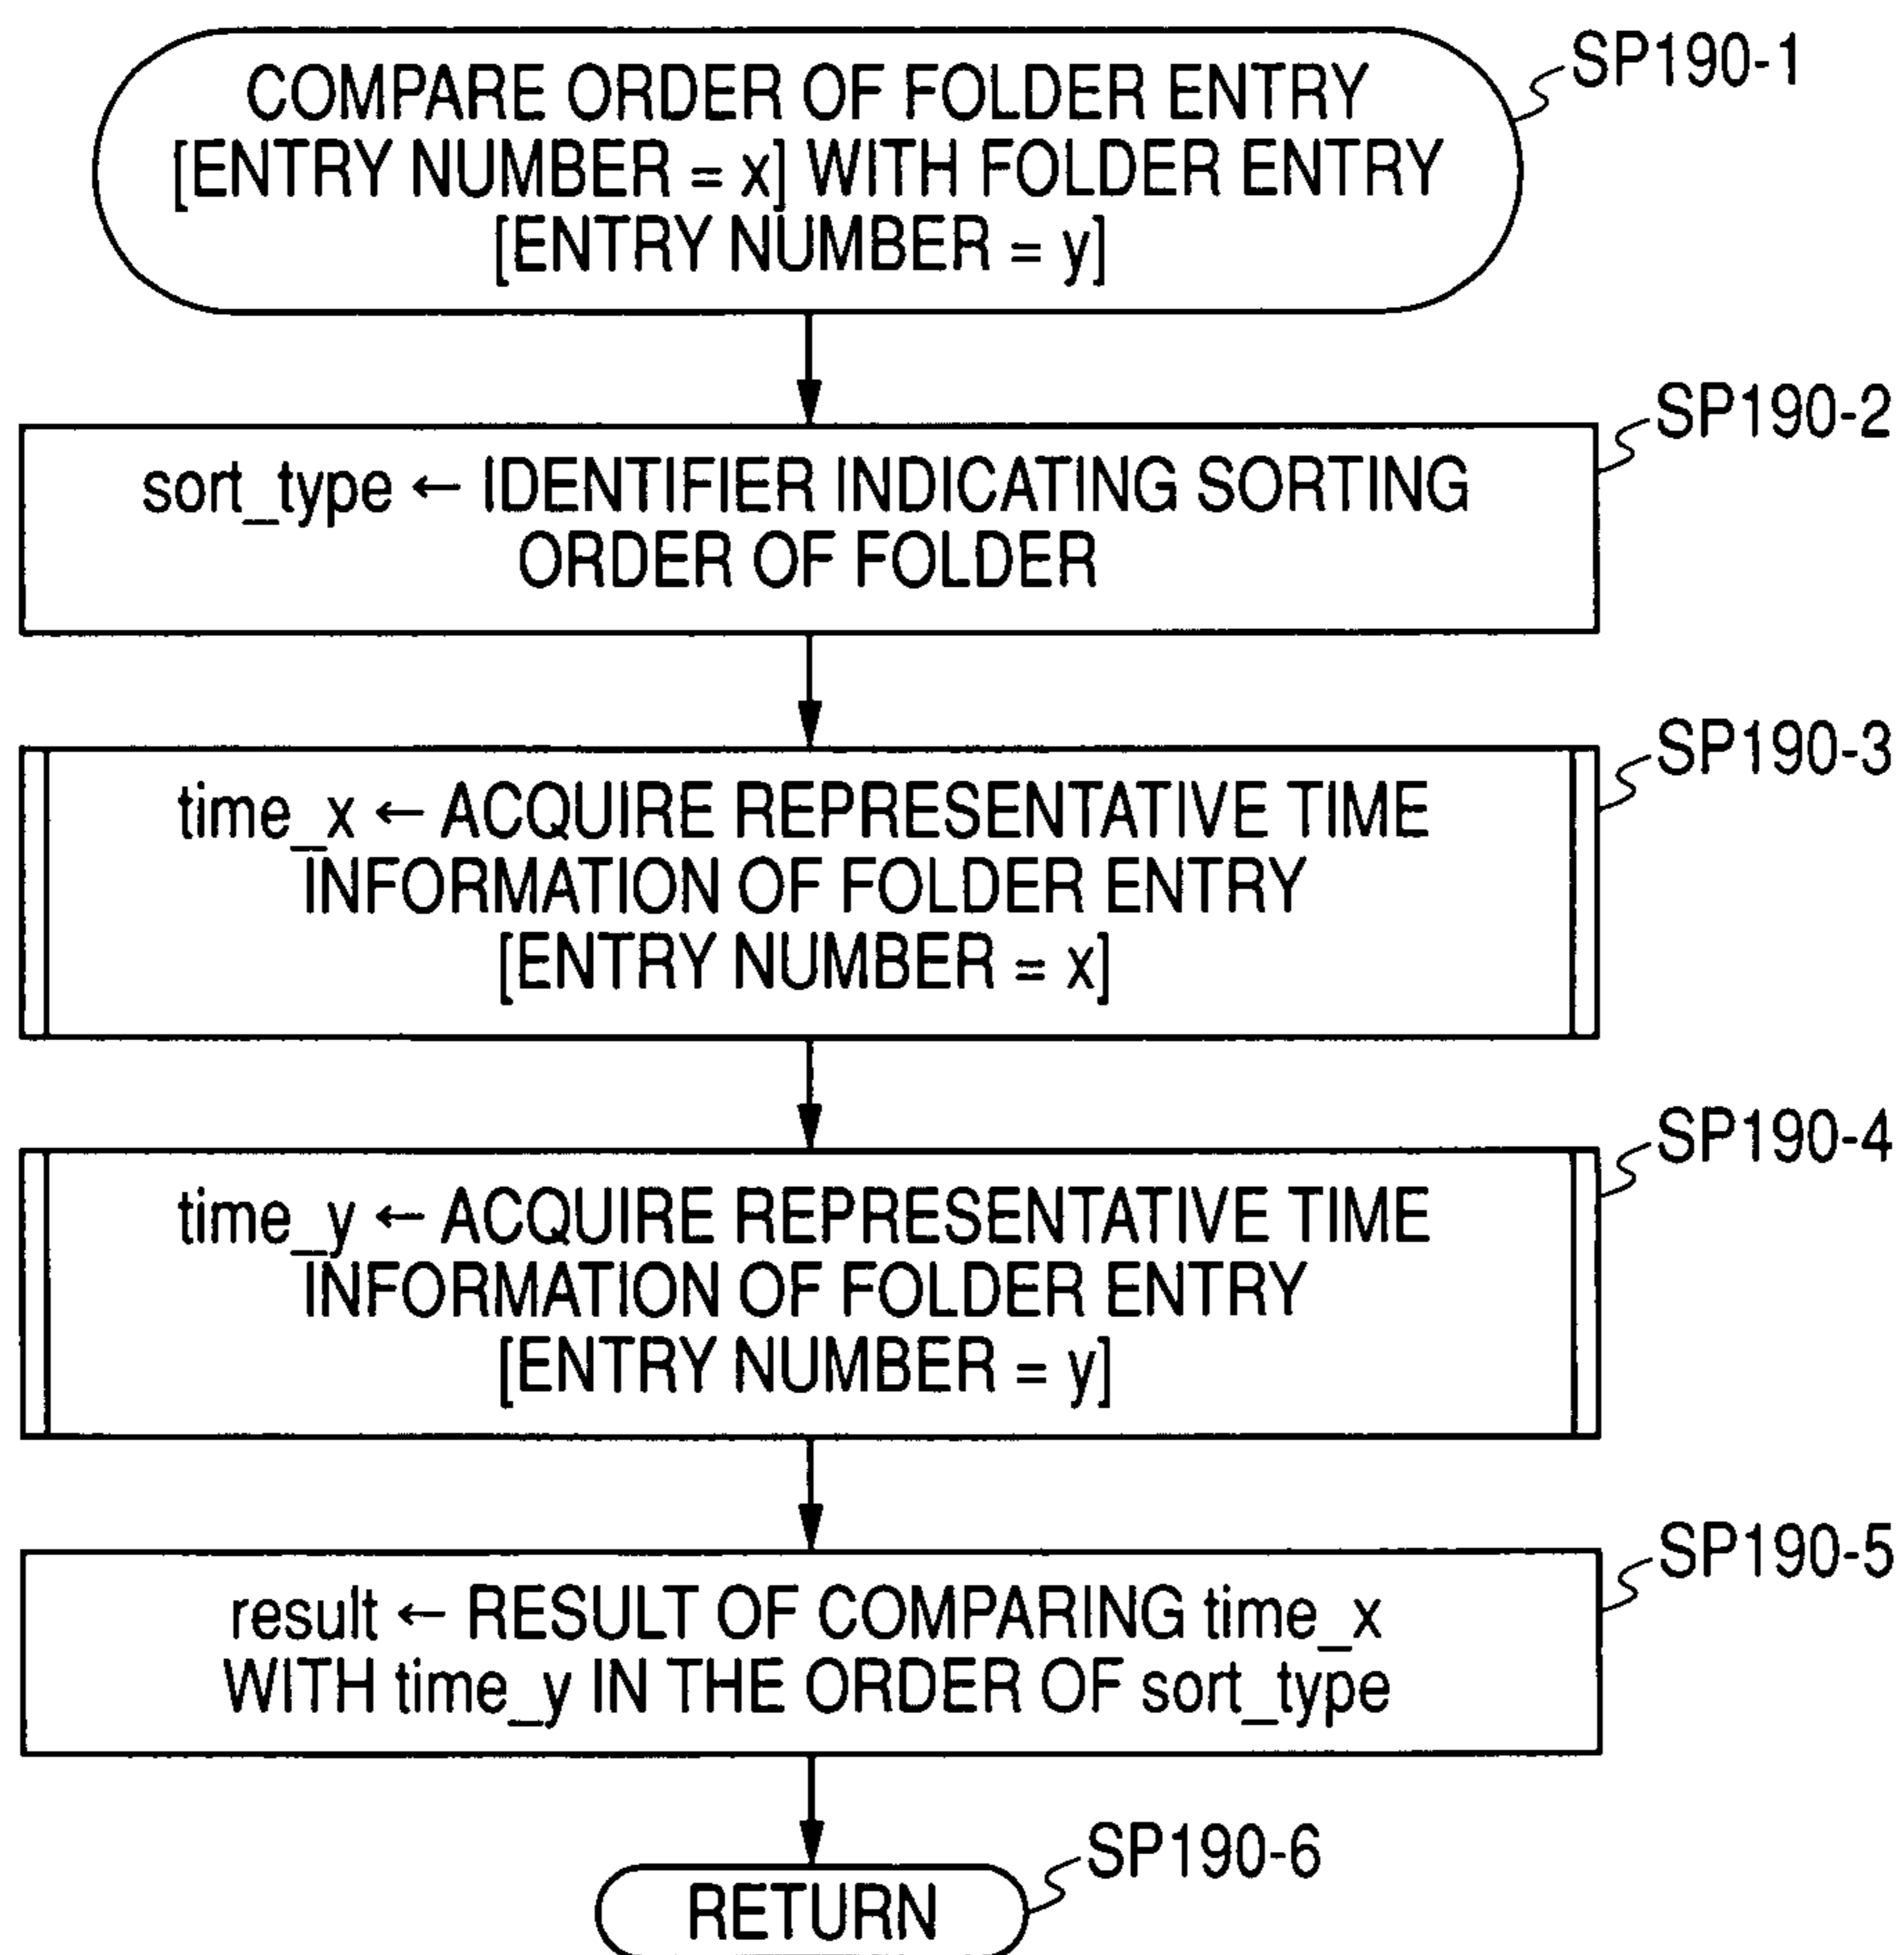 COMPARE ORDER OF FOLDER ENTRY
[ENTRY NUMBER = x] WITH FOLDER ENTRY
[ENTRY NUMBER = y]
SP190-1
sort_type ← IDENTIFIER INDICATING SORTING
ORDER OF FOLDER
SP190-2
time_x ← ACQUIRE REPRESENTATIVE TIME
INFORMATION OF FOLDER ENTRY
[ENTRY NUMBER = x]
SP190-3
time_y ← ACQUIRE REPRESENTATIVE TIME
INFORMATION OF FOLDER ENTRY
[ENTRY NUMBER = y]
SP190-4
result ← RESULT OF COMPARING time_x
WITH time_y IN THE ORDER OF sort_type
SP190-5
RETURN
SP190-6